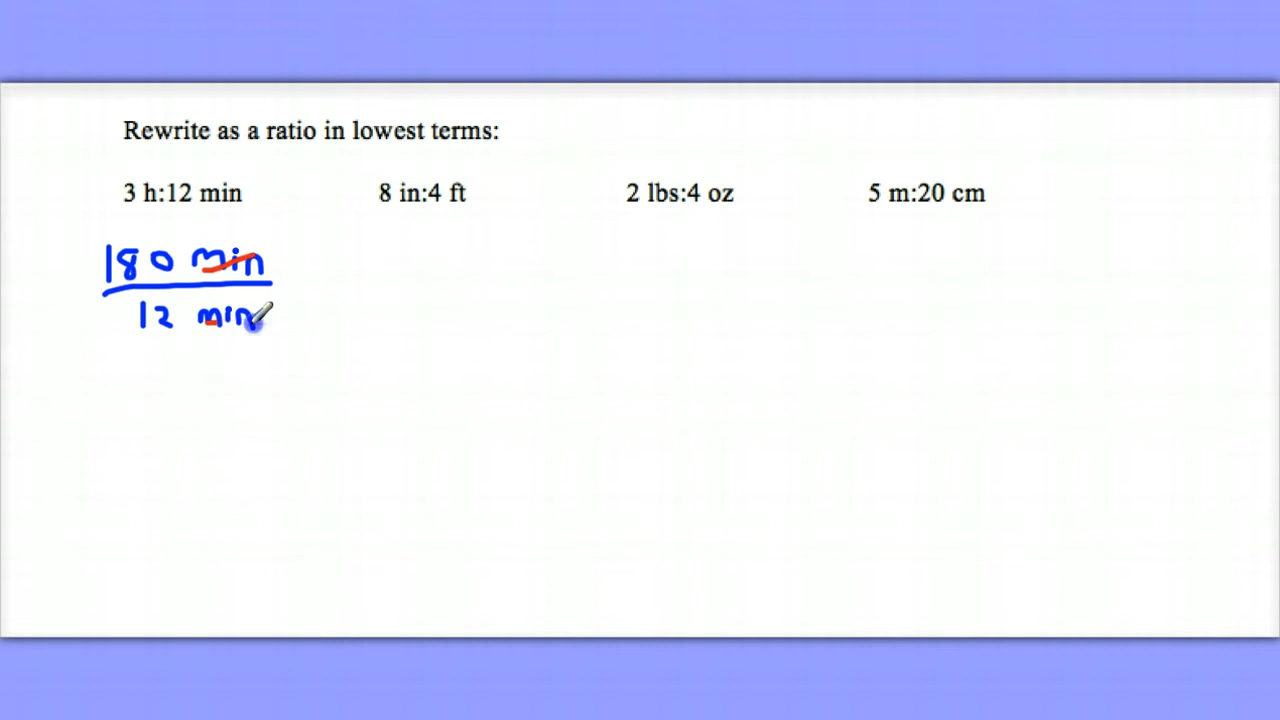 Rewrite as a ratio in lowest terms:
3 h:12 min 8 in:4 ft 2 lbs:4 oz 5 m:20 cm
180 min
12 min